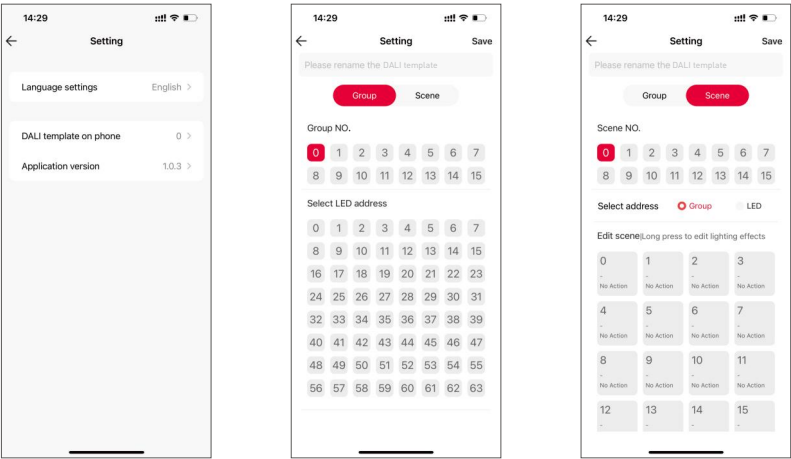 14:29
Setting
Language settings English >
DALI template on phone 0 >
Application version 1.0.3 >
14:29
Setting Save
Please rename the DALI template
Group Scene
Group NO.
0 1 2 3 4 5 6 7
8 9 10 11 12 13 14 15
Select LED address
0 1 2 3 4 5 6 7
8 9 10 11 12 13 14 15
16 17 18 19 20 21 22 23
24 25 26 27 28 29 30 31
32 33 34 35 36 37 38 39
40 41 42 43 44 45 46 47
48 49 50 51 52 53 54 55
56 57 58 59 60 61 62 63
14:29
Setting Save
Please rename the DALI template
Group Scene
Scene NO.
0 1 2 3 4 5 6 7
8 9 10 11 12 13 14 15
Select address Group LED
Edit scene|Long press to edit lighting effects
0 1 2 3
- - - -
No Action No Action No Action No Action
4 5 6 7
- - - -
No Action No Action No Action No Action
8 9 10 11
- - - -
No Action No Action No Action No Action
12 13 14 15
- - - -